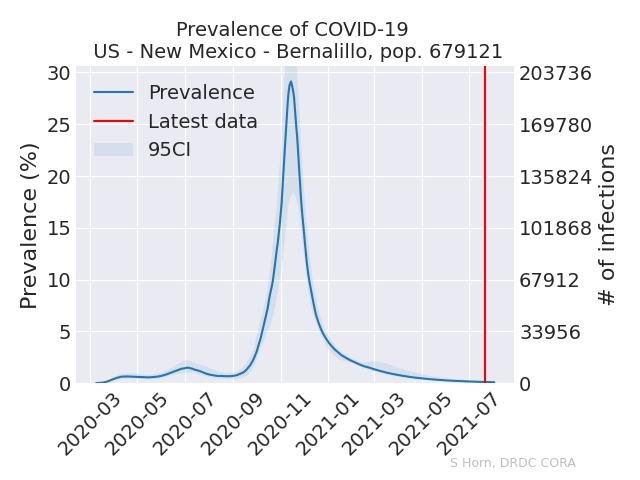 Prevalence of COVID-19
US - New Mexico - Bernalillo, pop. 679121
Prevalence
Latest data
95CI
Prevalence (%)
30
25
20
15
10
5
0
203736
169780
135824
101868
67912
33956
0
# of infections
2020-03
2020-05
2020-07
2020-09
2020-11
2021-01
2021-03
2021-05
2021-07
S Horn, DRDC CORA